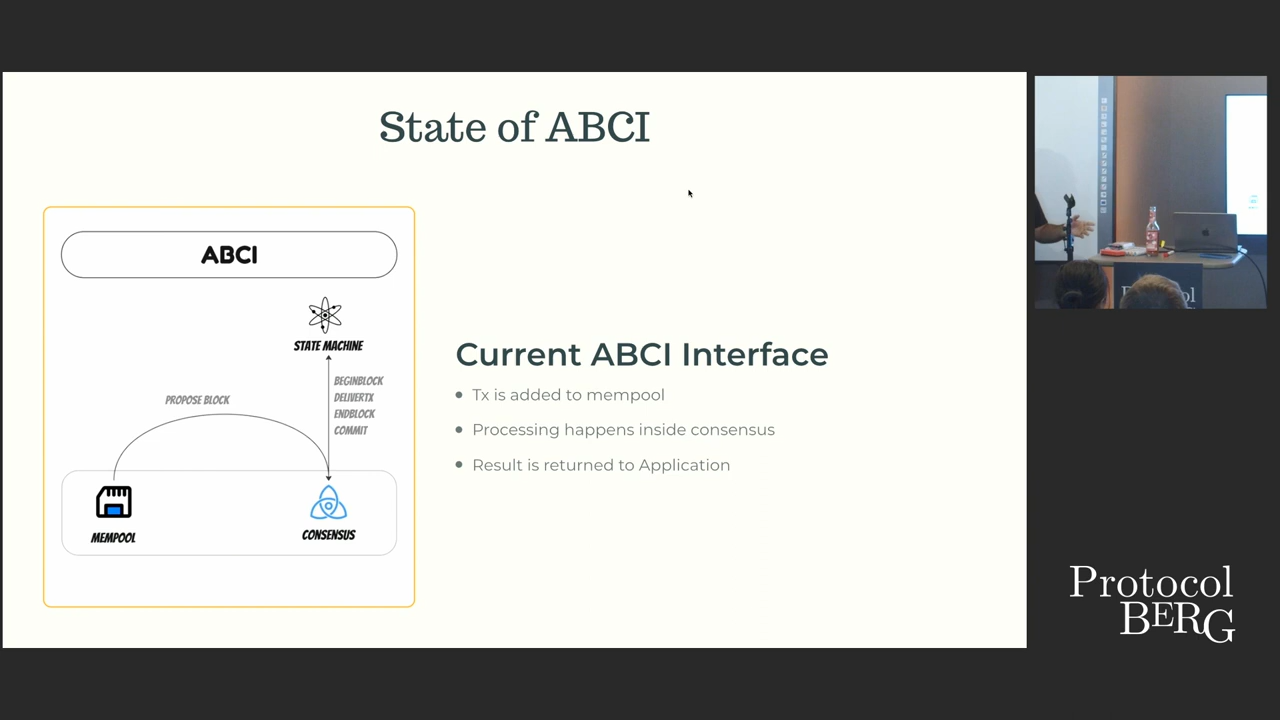 State of ABCI
ABCI
STATE MACHINE
BEGINBLOCK
DELIVERTX
ENDBLOCK
COMMIT
PROPOSE BLOCK
MEMPOOL
CONSENSUS
Current ABCI Interface
Tx is added to mempool
Processing happens inside consensus
Result is returned to Application
Protocol
Protocol
BERG